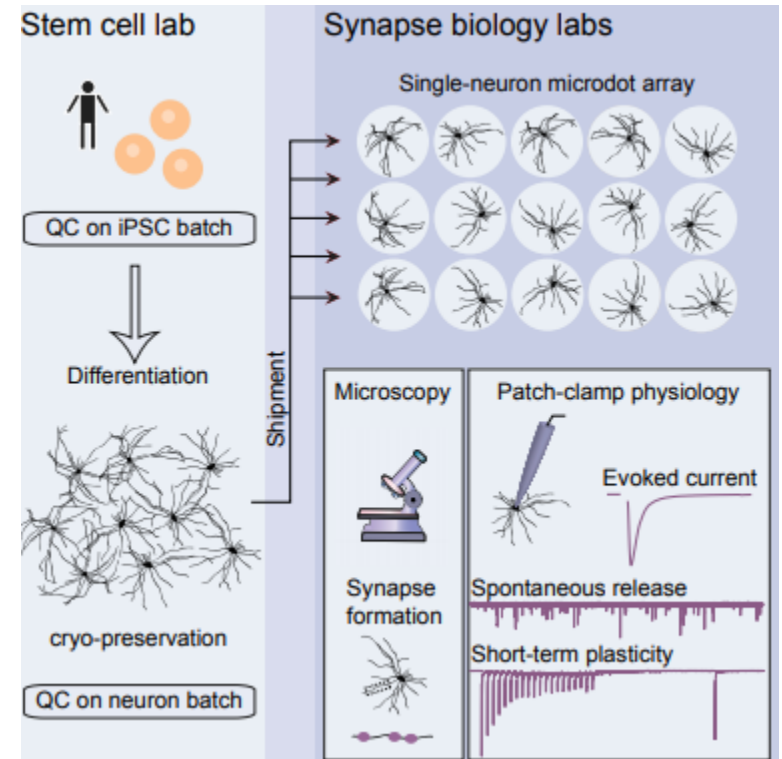 Stem cell lab
QC on iPSC batch
Differentiation
cryo-preservation
QC on neuron batch
Shipment
Synapse biology labs
Single-neuron microdot array
Microscopy
Synapse
formation
Patch-clamp physiology
Evoked current
Spontaneous release
Short-term plasticity